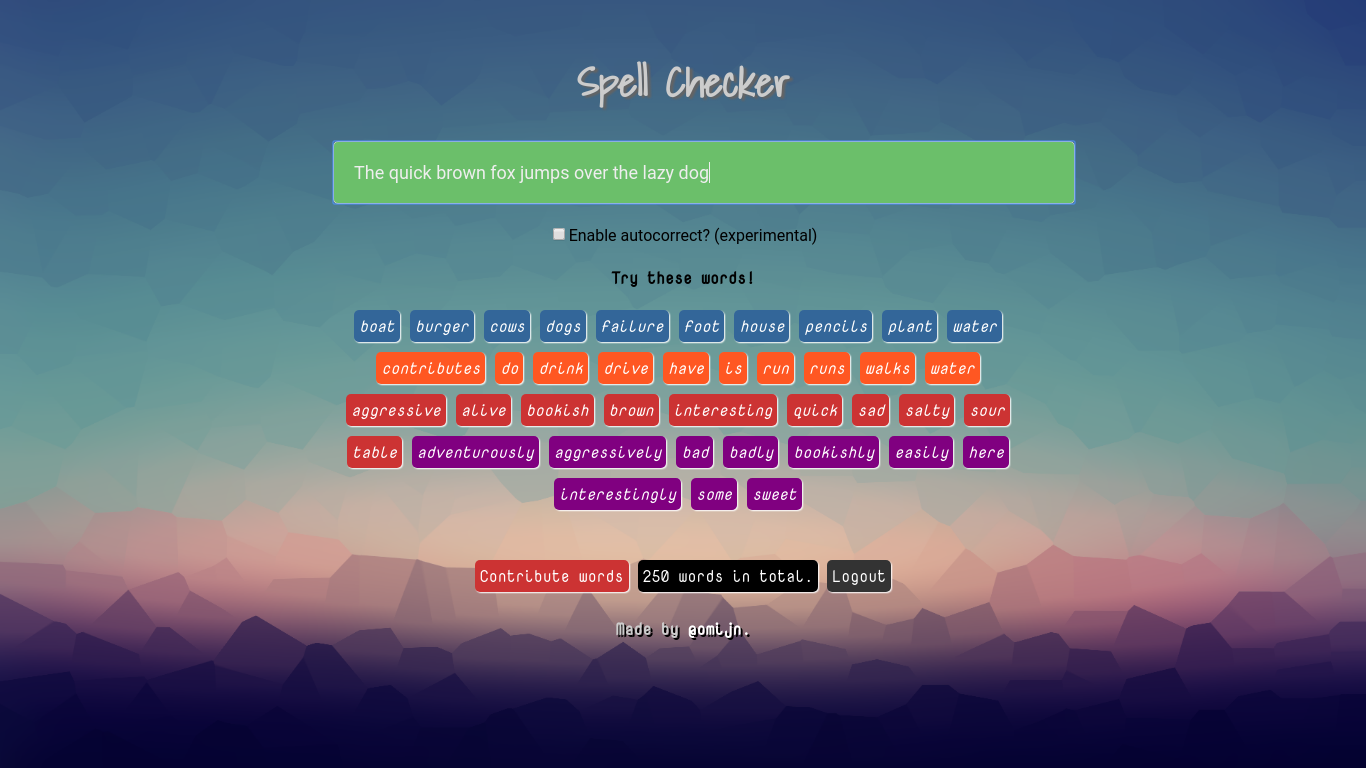 Spell Checker
The quick brown fox jumps over the lazy dog
Enable autocorrect? (experimental)
Try these words!
boat burger cows dogs failure foot house pencils plant water
contributes do drink drive have is run runs walks water
aggressive alive bookish brown interesting quick sad salty sour
table adventurously aggressively bad badly bookishly easily here
interestingly some sweet
Contribute words 250 words in total. Logout
Made by @omijn.